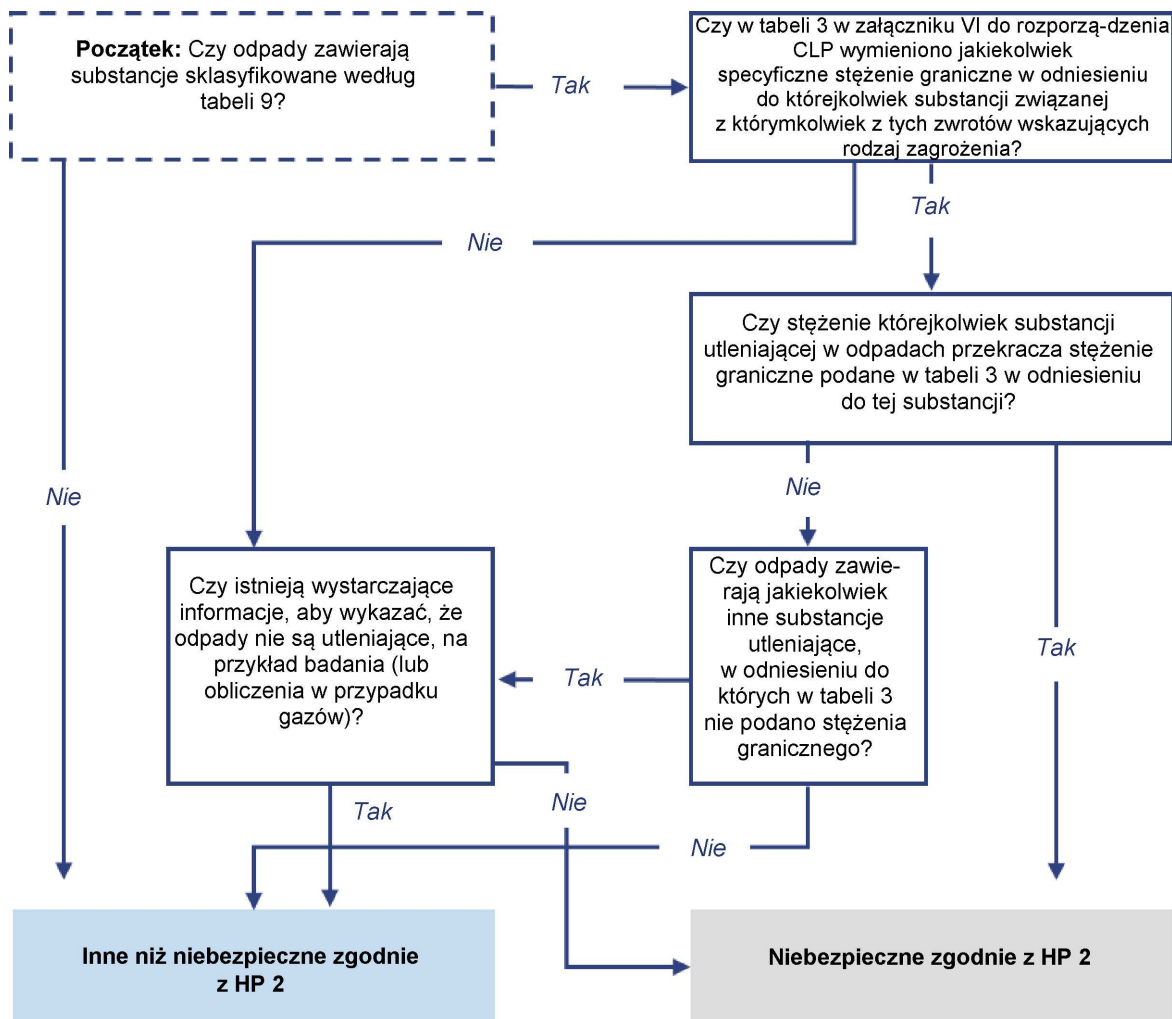 Początek: Czy odpady zawierają
substancje sklasyfikowane według
tabeli 9?
Tak
Czy w tabeli 3 w załączniku VI do rozporzą-dzenia
CLP wymieniono jakiekolwiek
specyficzne stężenie graniczne w odniesieniu
do którejkolwiek substancji związanej
z którymkolwiek z tych zwrotów wskazujących
rodzaj zagrożenia?
Tak
Nie
Czy stężenie którejkolwiek substancji
utleniającej w odpadach przekracza stężenie
graniczne podane w tabeli 3 w odniesieniu
do tej substancji?
Nie
Nie
Czy istnieją wystarczające
informacje, aby wykazać, że
odpady nie są utleniające, na
przykład badania (lub
obliczenia w przypadku
gazów)?
Tak
Czy odpady zawie-
rają jakiekolwiek
inne substancje
utleniające,
w odniesieniu do
których w tabeli 3
nie podano stężenia
granicznego?
Tak
Tak
Nie
Nie
Inne niż niebezpieczne zgodnie
z HP 2
Niebezpieczne zgodnie z HP 2